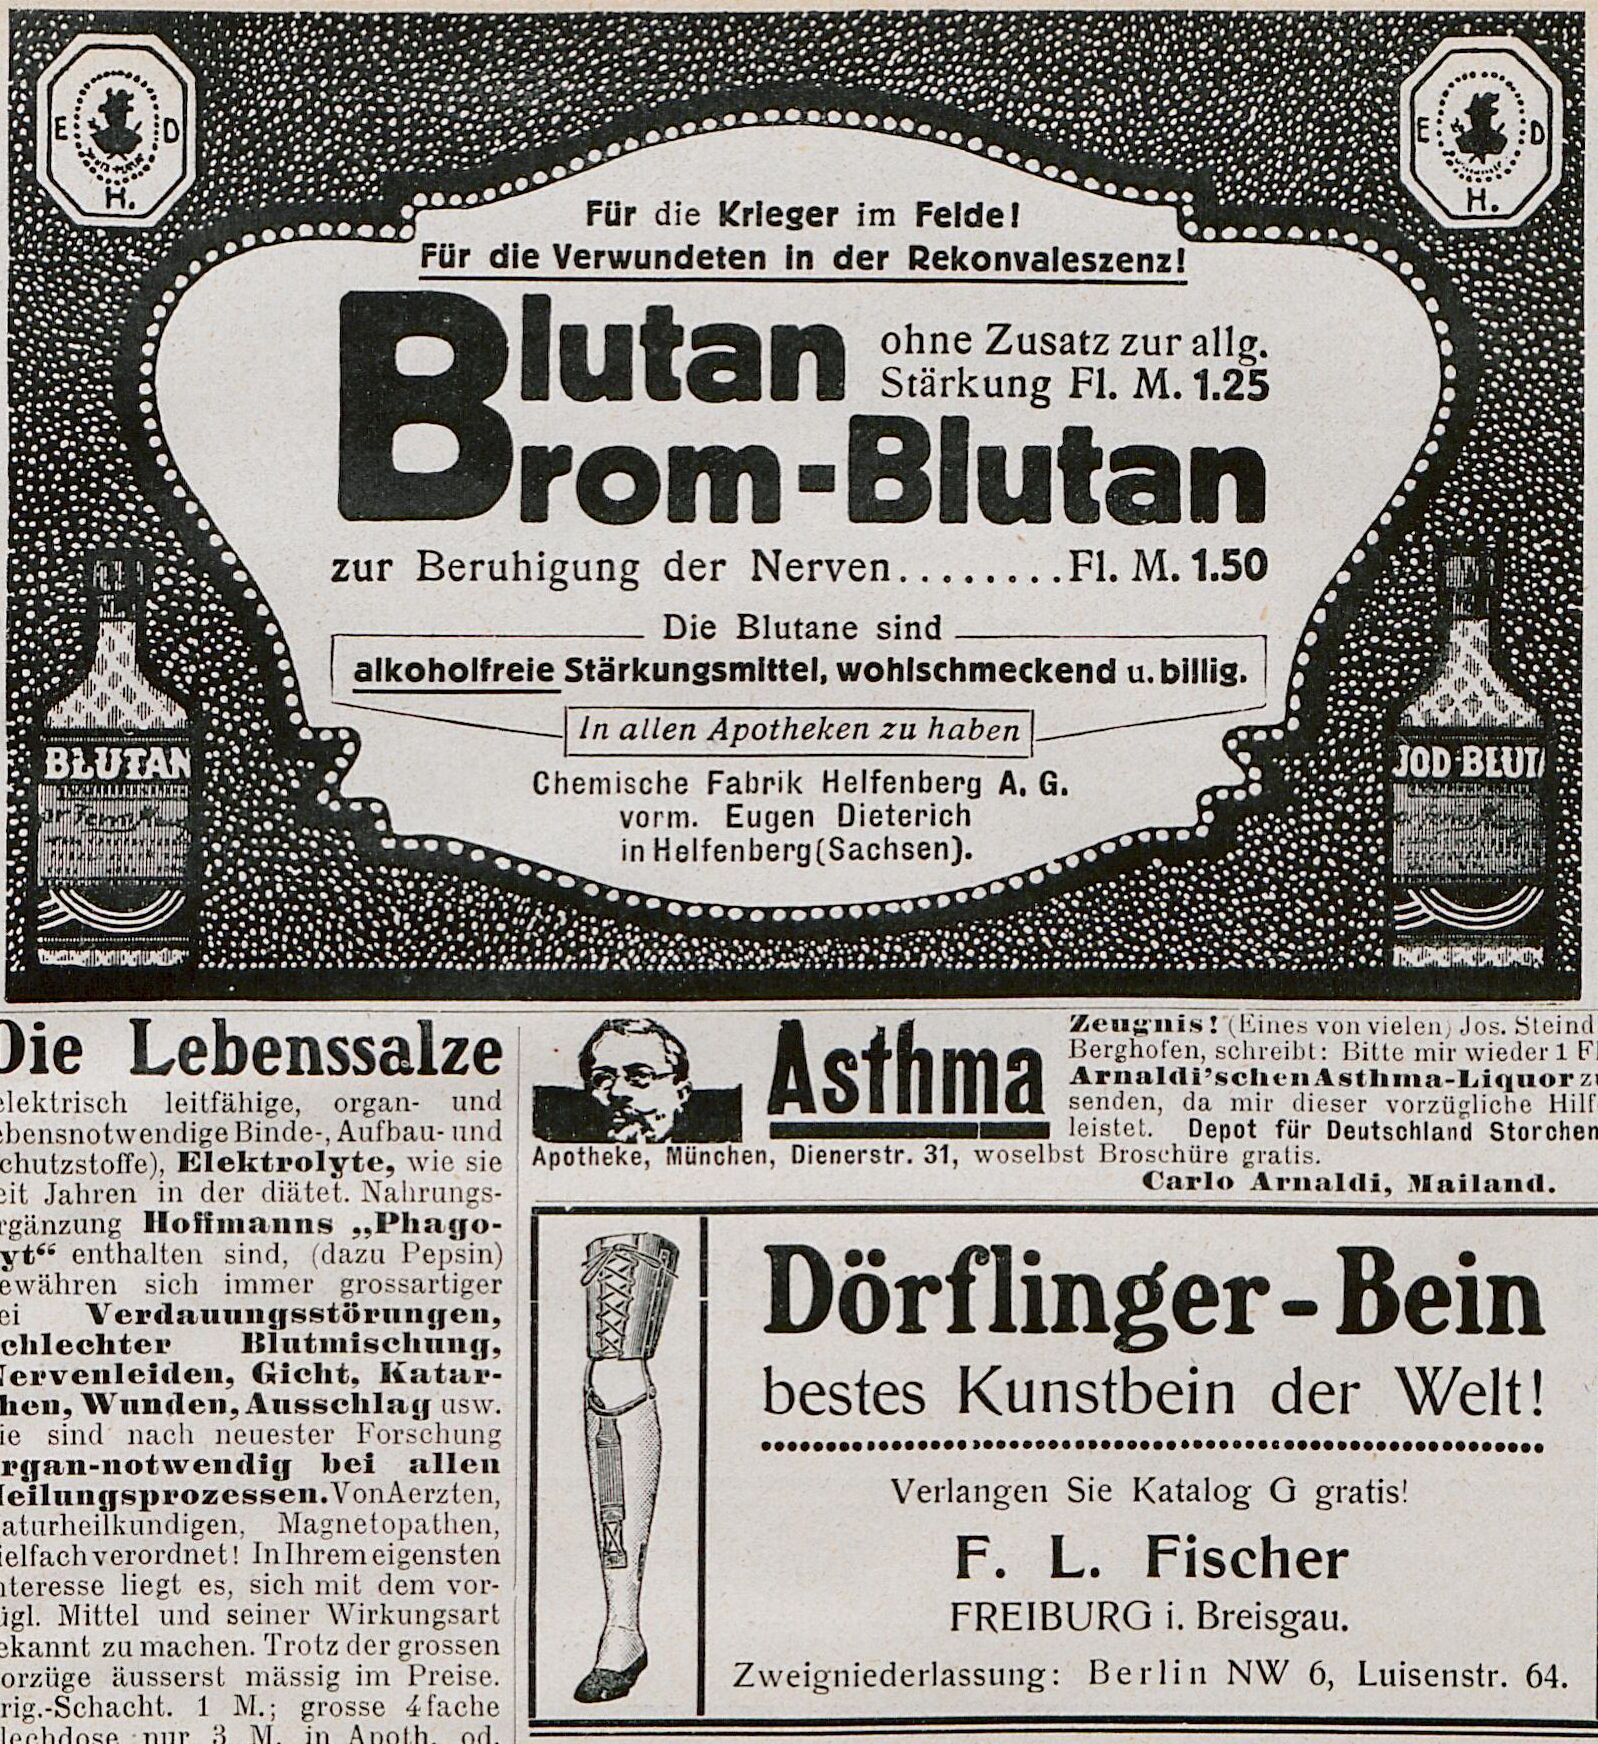 E D
H.
E D
H.
Für die Krieger im Felde!
Für die Verwundeten in der Rekonvaleszenz!
Blutan ohne Zusatz zur allg.
Stärkung Fl. M. 1.25
Brom-Blutan
zur Beruhigung der Nerven........Fl. M. 1.50
Die Blutane sind
alkoholfreie Stärkungsmittel, wohlschmeckend u. billig.
In allen Apotheken zu haben
Chemische Fabrik Helfenberg A. G.
vorm. Eugen Dieterich
in Helfenberg (Sachsen).
BLUTAN
JOD-BLUT
Die Lebenssalze
elektrisch leitfähige, organ- und
ebensnotwendige Binde-, Aufbau- und
chutzstoffe), Elektrolyte, wie sie
eit Jahren in der diätet. Nahrungs-
rgänzung Hoffmanns „Phago-
yt“ enthalten sind, (dazu Pepsin)
ewähren sich immer grossartiger
ei Verdauungsstörungen,
chlechter Blutmischung,
Nervenleiden, Gicht, Katar-
hen, Wunden, Ausschlag usw.
ie sind nach neuester Forschung
rgan-notwendig bei allen
Heilungsprozessen. Von Aerzten,
aturheilkundigen, Magnetopathen,
ielfach verordnet! In Ihrem eigensten
nteresse liegt es, sich mit dem vor-
ügl. Mittel und seiner Wirkungsart
ekannt zu machen. Trotz der grossen
orzüge äusserst mässig im Preise.
rig.-Schacht. 1 M.; grosse 4fache
lechdose nur 3 M. in Apoth. od.
Asthma
Zeugnis! (Eines von vielen) Jos. Steind
Berghofen, schreibt: Bitte mir wieder 1 Fl
Arnaldi'schen Asthma-Liquor zu
senden, da mir dieser vorzügliche Hilf
leistet. Depot für Deutschland Storchen
Apotheke, München, Dienerstr. 31, woselbst Broschüre gratis.
Carlo Arnaldi, Mailand.
Dörflinger-Bein
bestes Kunstbein der Welt!
Verlangen Sie Katalog G gratis!
F. L. Fischer
FREIBURG i. Breisgau.
Zweigniederlassung: Berlin NW 6, Luisenstr. 64.